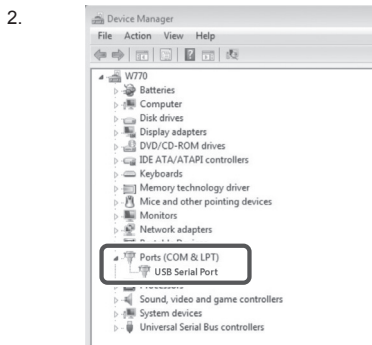 2.
Device Manager
File Action View Help
W770
Batteries
Computer
Disk drives
Display adapters
DVD/CD-ROM drives
IDE ATA/ATAPI controllers
Keyboards
Memory technology driver
Mice and other pointing devices
Monitors
Network adapters
Ports (COM & LPT)
USB Serial Port
Sound, video and game controllers
System devices
Universal Serial Bus controllers